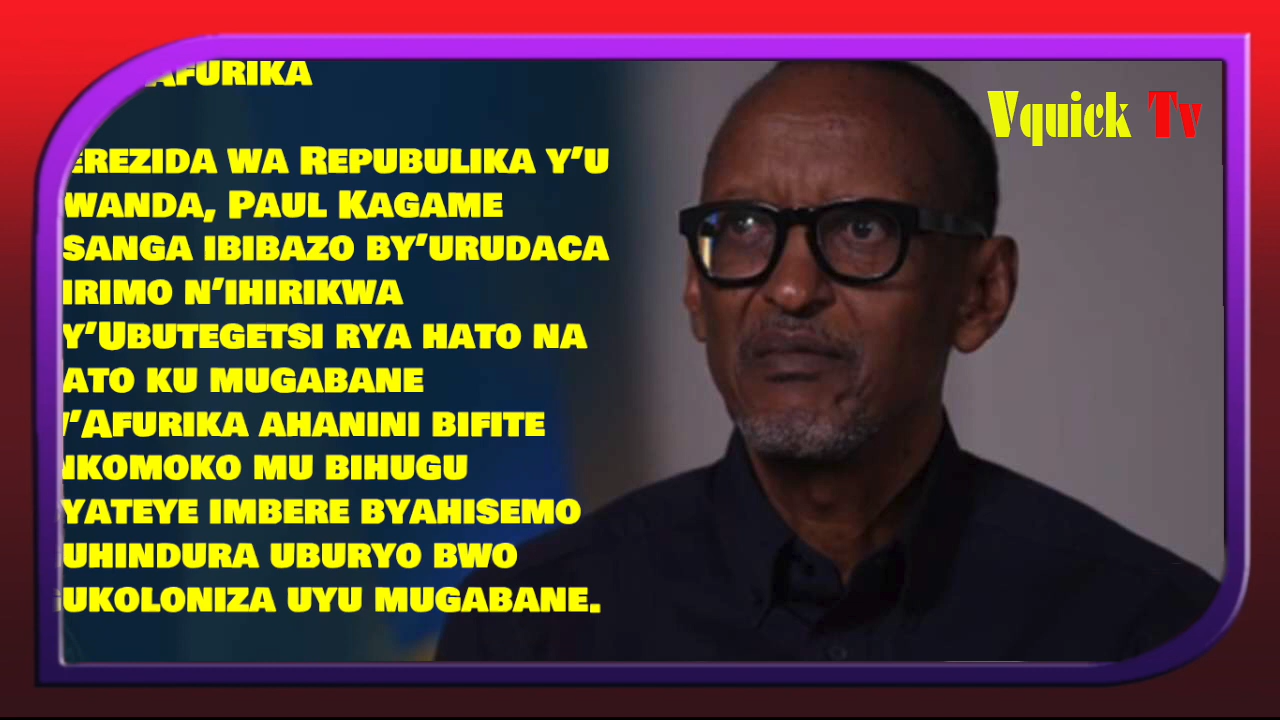 AFURIKA
Vquick Tv
EREZIDA WA REPUBULIKA Y’U
WANDA, PAUL KAGAME
SANGA IBIBAZO BY’URUDACA
IRIMO N’IHIRIKWA
Y’UBUTEGETSI RYA HATO NA
ATO KU MUGABANE
’AFURIKA AHANINI BIFITE
NKOMOKO MU BIHUGU
YATEYE IMBERE BYAHISEMO
UHINDURA UBURYO BWO
UKOLONIZA UYU MUGABANE.